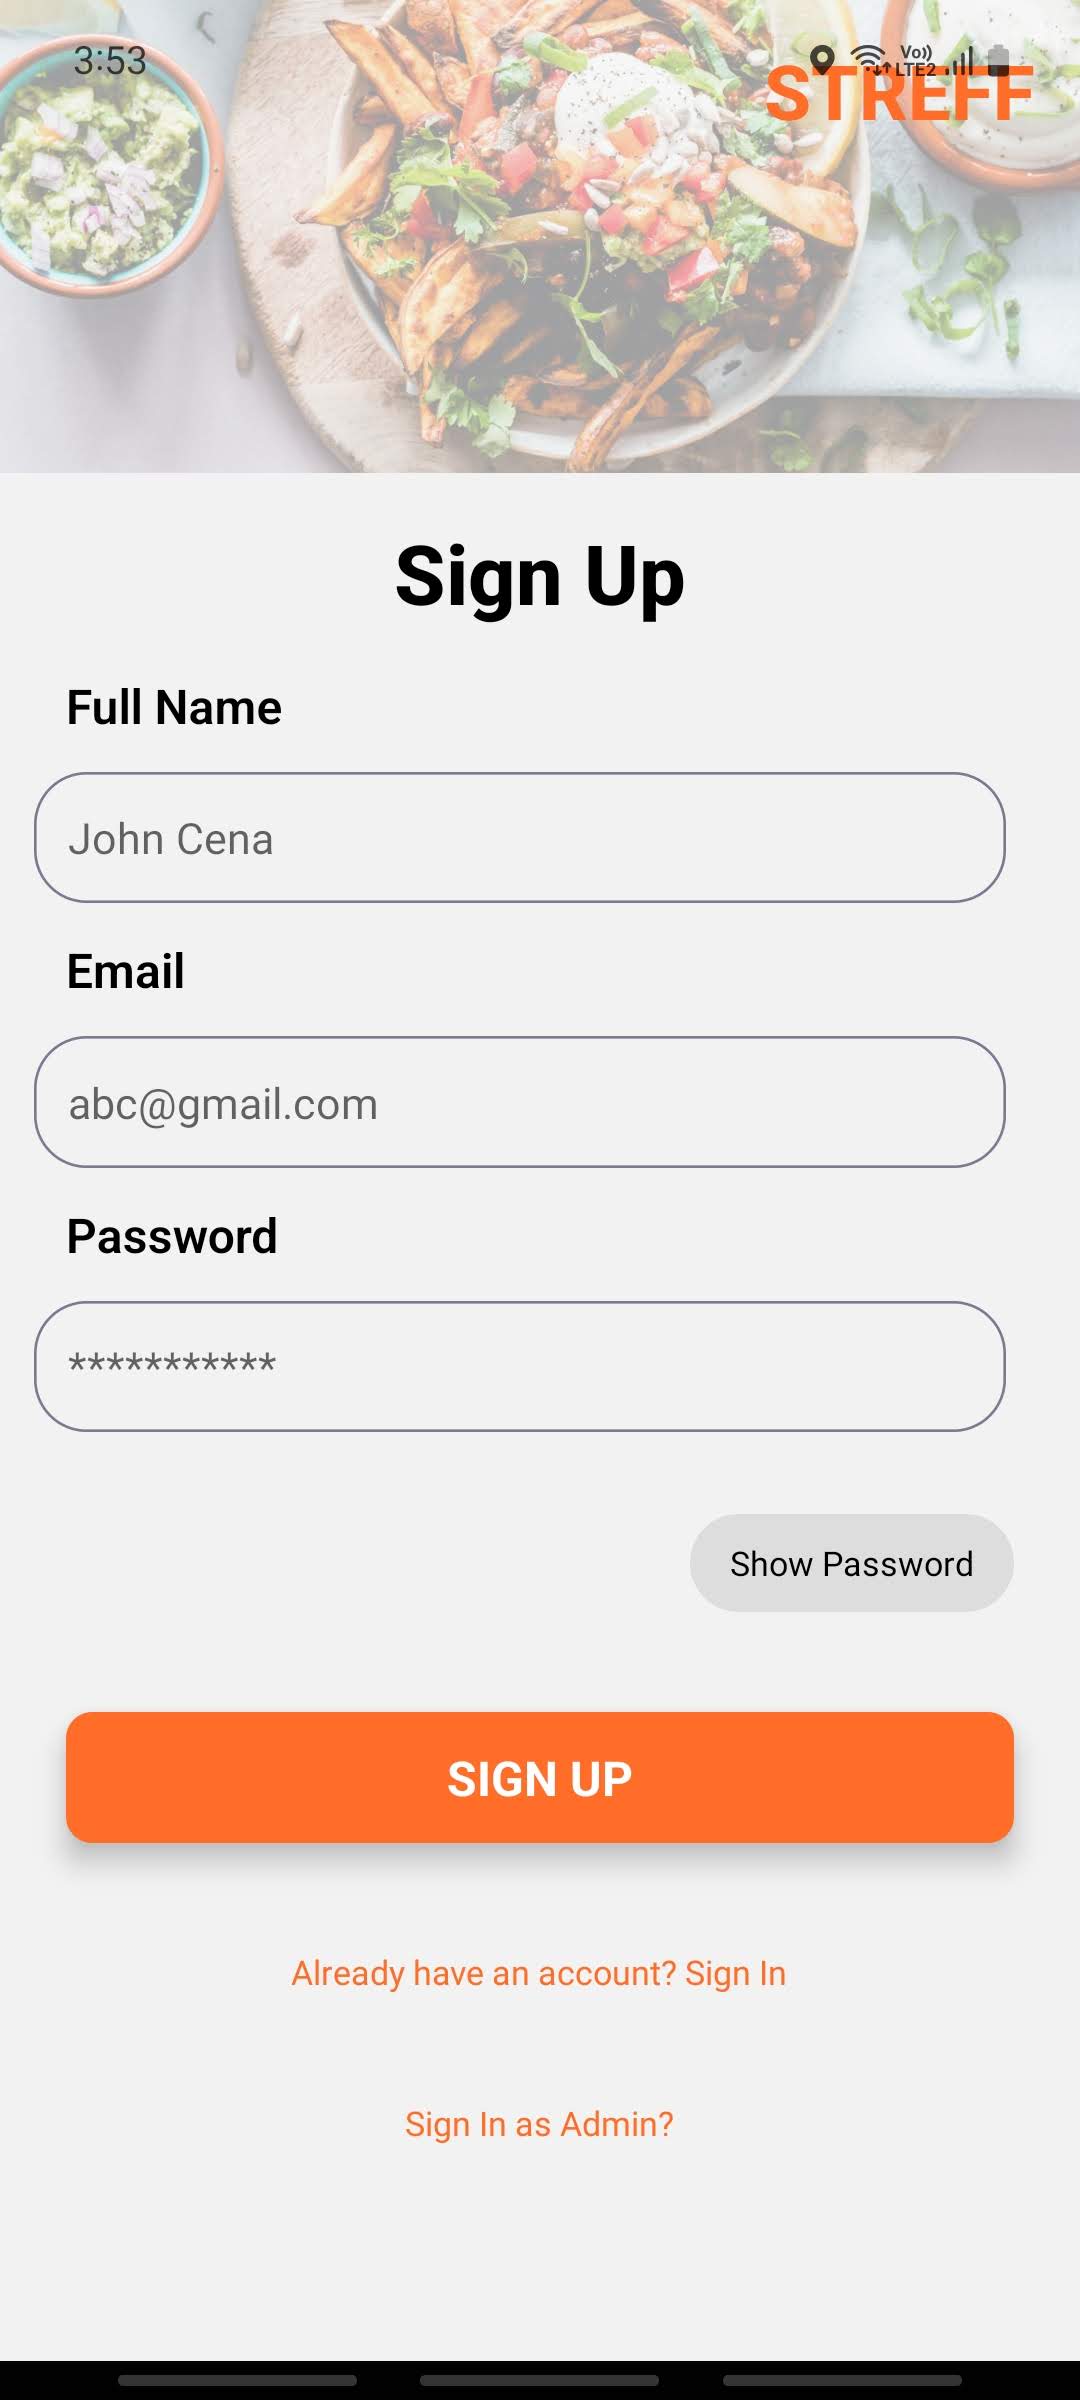 3:53
Vo))
LTE2
STREFF
Sign Up
Full Name
John Cena
Email
abc@gmail.com
Password
***********
Show Password
SIGN UP
Already have an account? Sign In
Sign In as Admin?